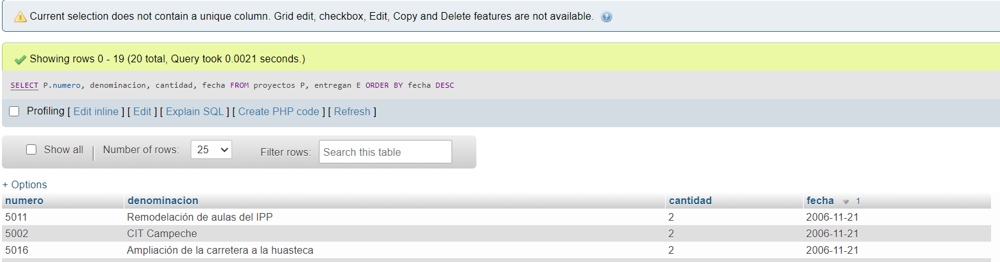 Current selection does not contain a unique column. Grid edit, checkbox, Edit, Copy and Delete features are not available.
Showing rows 0 - 19 (20 total, Query took 0.0021 seconds.)
SELECT P.numero, denominacion, cantidad, fecha FROM proyectos P, entregan E ORDER BY fecha DESC
Profiling [ Edit inline ] [ Edit ] [ Explain SQL ] [ Create PHP code ] [ Refresh ]
Show all | Number of rows: 25 Filter rows: Search this table
+ Options
numero denominacion cantidad fecha 1
5011 Remodelación de aulas del IPP 2 2006-11-21
5002 CIT Campeche 2 2006-11-21
5016 Ampliación de la carretera a la huasteca 2 2006-11-21